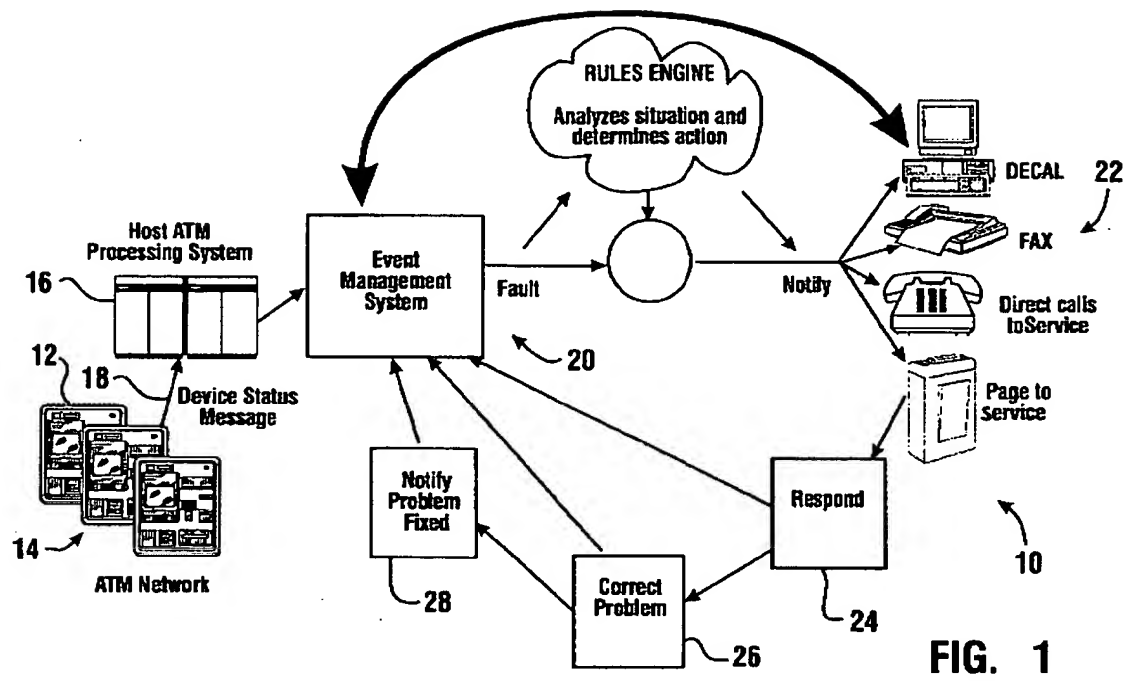 RULES ENGINE
Analyzes situation and
determines action
DECAL
22
FAX
Host ATM
Processing System
16
Event
Management
System
Fault
Notify
Direct calls
toService
20
12
18
Device Status
Message
Page to
Service
Notify
Problem
Fixed
Respond
14
ATM Network
28
Correct
Problem
24
10
26
FIG. 1